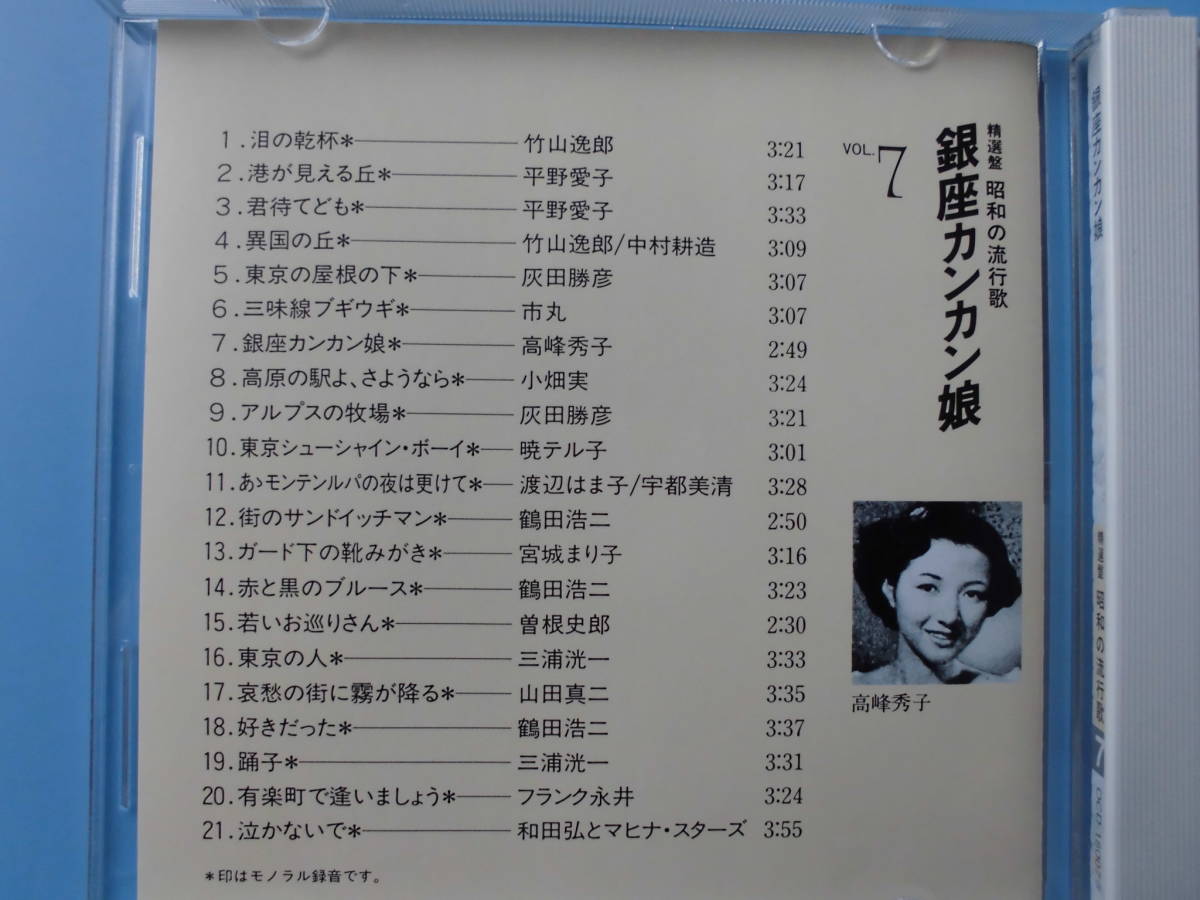 精選盤 昭和の流行歌
銀座カンカン娘
VOL. 7
1.泪の乾杯* 竹山逸郎 3:21
2.港が見える丘* 平野愛子 3:17
3.君待てども* 平野愛子 3:33
4.異国の丘* 竹山逸郎/中村耕造 3:09
5.東京の屋根の下* 灰田勝彦 3:07
6.三味線ブギウギ* 市丸 3:07
7.銀座カンカン娘* 高峰秀子 2:49
8.高原の駅よ、さようなら* 小畑実 3:24
9.アルプスの牧場* 灰田勝彦 3:21
10.東京シューシャイン・ボーイ* 暁テル子 3:01
11.あゝモンテンルパの夜は更けて* 渡辺はま子/宇都美清 3:28
12.街のサンドイッチマン* 鶴田浩二 2:50
13.ガード下の靴みがき* 宮城まり子 3:16
14.赤と黒のブルース* 鶴田浩二 3:23
15.若いお巡りさん* 曽根史郎 2:30
16.東京の人* 三浦洸一 3:33
17.哀愁の街に霧が降る* 山田真二 3:35
18.好きだった* 鶴田浩二 3:37
19.踊子* 三浦洸一 3:31
20.有楽町で逢いましょう* フランク永井 3:24
21.泣かないで* 和田弘とマヒナ・スターズ 3:55
*印はモノラル録音です。
高峰秀子
銀座カンカン娘
精選盤 昭和の流行歌 7